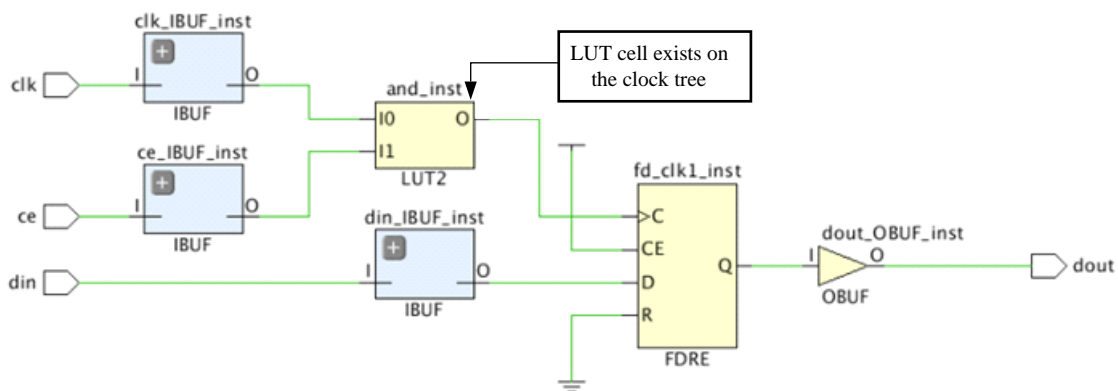 clk_IBUF_inst
clk
I
O
IBUF
LUT cell exists on
the clock tree
and_inst
I0
I1
O
LUT2
ce_IBUF_inst
ce
I
O
IBUF
din_IBUF_inst
din
I
O
IBUF
fd_clk1_inst
C
CE
D
R
Q
FDRE
dout_OBUF_inst
I
O
OBUF
dout